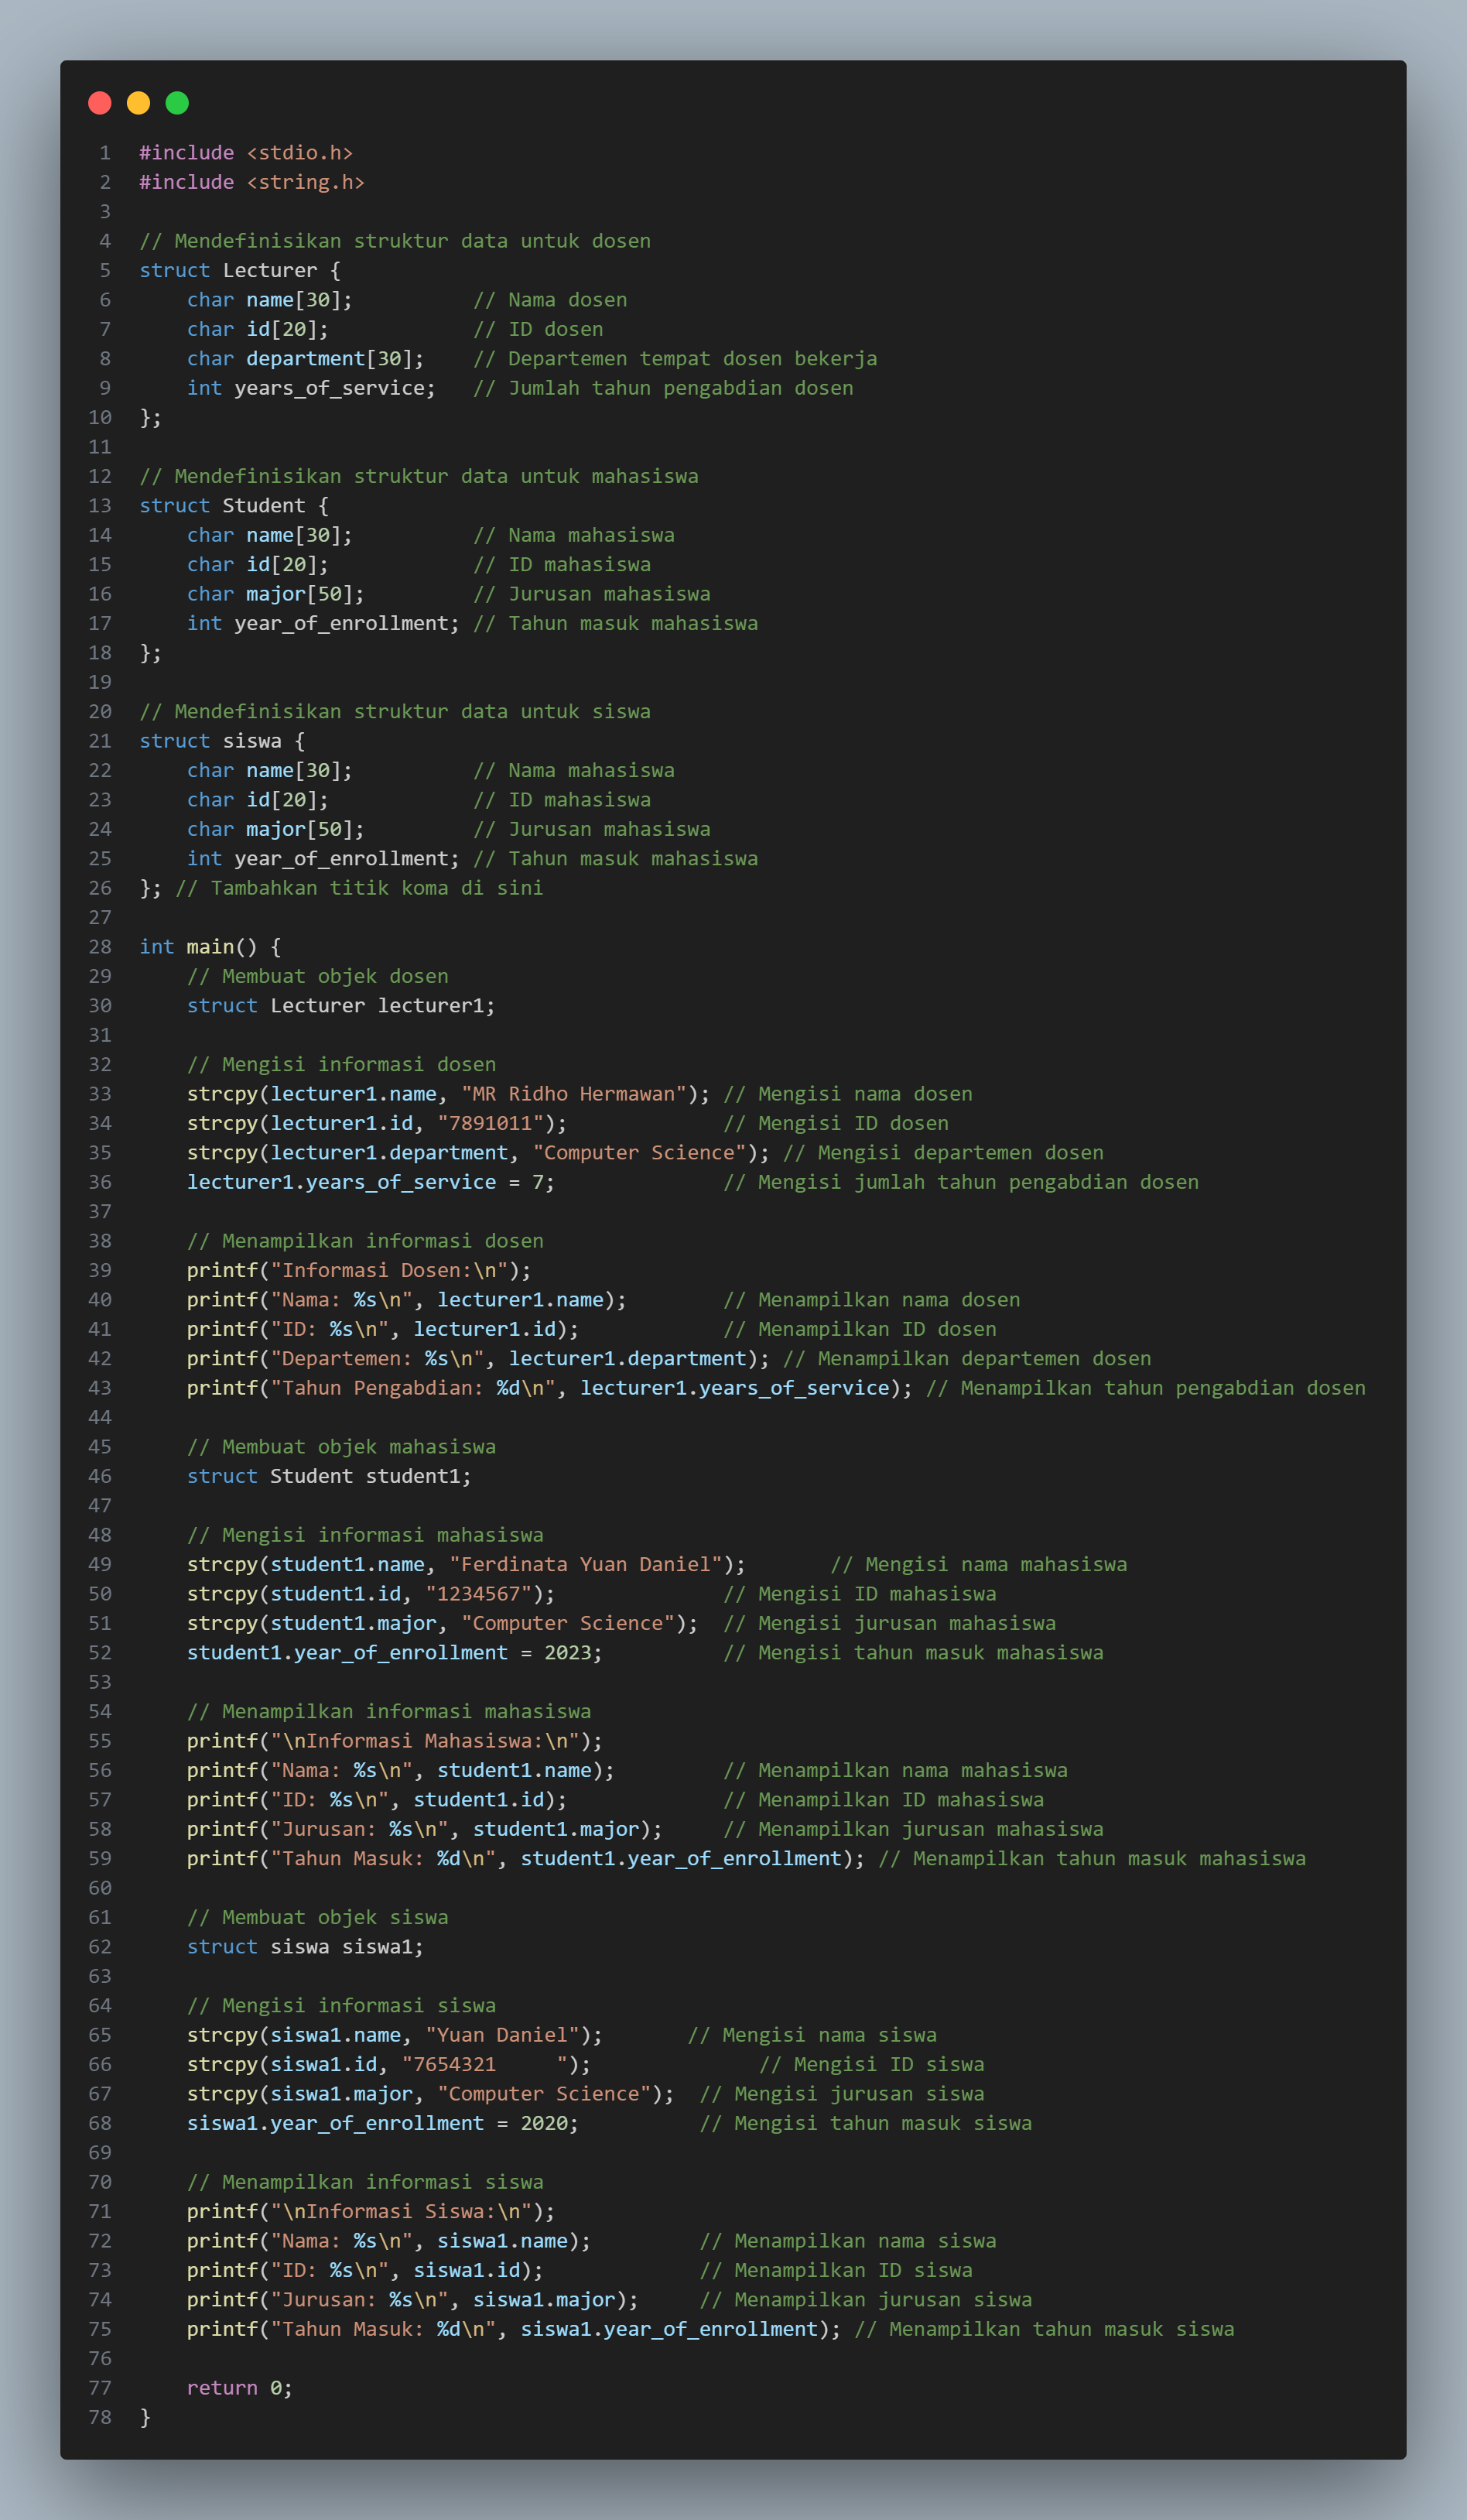 1 #include <stdio.h>
2 #include <string.h>
3
4 // Mendefinisikan struktur data untuk dosen
5 struct Lecturer {
6     char name[30];          // Nama dosen
7     char id[20];            // ID dosen
8     char department[30];    // Departemen tempat dosen bekerja
9     int years_of_service;   // Jumlah tahun pengabdian dosen
10 };
11
12 // Mendefinisikan struktur data untuk mahasiswa
13 struct Student {
14     char name[30];          // Nama mahasiswa
15     char id[20];            // ID mahasiswa
16     char major[50];         // Jurusan mahasiswa
17     int year_of_enrollment; // Tahun masuk mahasiswa
18 };
19
20 // Mendefinisikan struktur data untuk siswa
21 struct siswa {
22     char name[30];          // Nama mahasiswa
23     char id[20];            // ID mahasiswa
24     char major[50];         // Jurusan mahasiswa
25     int year_of_enrollment; // Tahun masuk mahasiswa
26 }; // Tambahkan titik koma di sini
27
28 int main() {
29     // Membuat objek dosen
30     struct Lecturer lecturer1;
31
32     // Mengisi informasi dosen
33     strcpy(lecturer1.name, "MR Ridho Hermawan"); // Mengisi nama dosen
34     strcpy(lecturer1.id, "7891011");             // Mengisi ID dosen
35     strcpy(lecturer1.department, "Computer Science"); // Mengisi departemen dosen
36     lecturer1.years_of_service = 7;              // Mengisi jumlah tahun pengabdian dosen
37
38     // Menampilkan informasi dosen
39     printf("Informasi Dosen:\n");
40     printf("Nama: %s\n", lecturer1.name);        // Menampilkan nama dosen
41     printf("ID: %s\n", lecturer1.id);            // Menampilkan ID dosen
42     printf("Departemen: %s\n", lecturer1.department); // Menampilkan departemen dosen
43     printf("Tahun Pengabdian: %d\n", lecturer1.years_of_service); // Menampilkan tahun pengabdian dosen
44
45     // Membuat objek mahasiswa
46     struct Student student1;
47
48     // Mengisi informasi mahasiswa
49     strcpy(student1.name, "Ferdinata Yuan Daniel");       // Mengisi nama mahasiswa
50     strcpy(student1.id, "1234567");              // Mengisi ID mahasiswa
51     strcpy(student1.major, "Computer Science");  // Mengisi jurusan mahasiswa
52     student1.year_of_enrollment = 2023;          // Mengisi tahun masuk mahasiswa
53
54     // Menampilkan informasi mahasiswa
55     printf("\nInformasi Mahasiswa:\n");
56     printf("Nama: %s\n", student1.name);         // Menampilkan nama mahasiswa
57     printf("ID: %s\n", student1.id);             // Menampilkan ID mahasiswa
58     printf("Jurusan: %s\n", student1.major);     // Menampilkan jurusan mahasiswa
59     printf("Tahun Masuk: %d\n", student1.year_of_enrollment); // Menampilkan tahun masuk mahasiswa
60
61     // Membuat objek siswa
62     struct siswa siswa1;
63
64     // Mengisi informasi siswa
65     strcpy(siswa1.name, "Yuan Daniel");       // Mengisi nama siswa
66     strcpy(siswa1.id, "7654321     ");              // Mengisi ID siswa
67     strcpy(siswa1.major, "Computer Science");  // Mengisi jurusan siswa
68     siswa1.year_of_enrollment = 2020;          // Mengisi tahun masuk siswa
69
70     // Menampilkan informasi siswa
71     printf("\nInformasi Siswa:\n");
72     printf("Nama: %s\n", siswa1.name);         // Menampilkan nama siswa
73     printf("ID: %s\n", siswa1.id);             // Menampilkan ID siswa
74     printf("Jurusan: %s\n", siswa1.major);     // Menampilkan jurusan siswa
75     printf("Tahun Masuk: %d\n", siswa1.year_of_enrollment); // Menampilkan tahun masuk siswa
76
77     return 0;
78 }